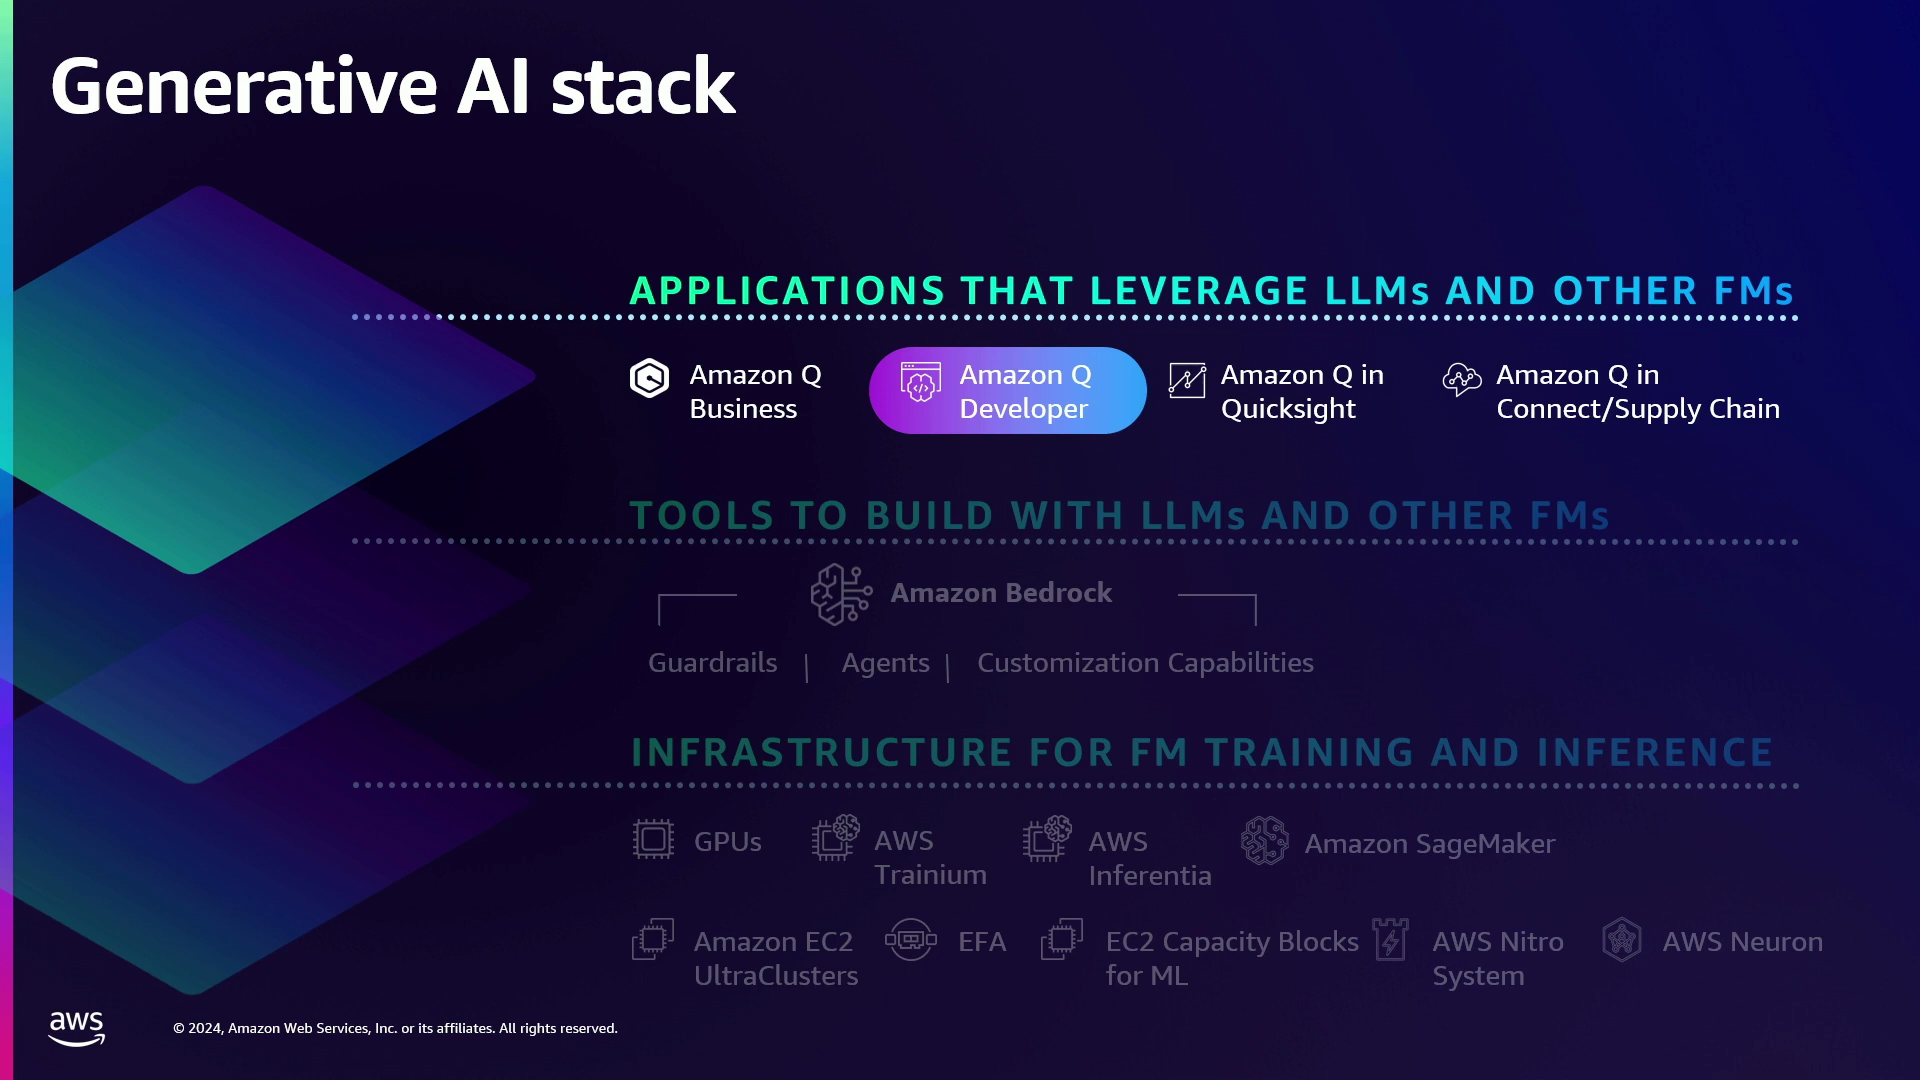 Generative AI stack
APPLICATIONS THAT LEVERAGE LLMs AND OTHER FMs
Amazon Q
Business
Amazon Q
Developer
Amazon Q in
Quicksight
Amazon Q in
Connect/Supply Chain
TOOLS TO BUILD WITH LLMs AND OTHER FMs
Amazon Bedrock
Guardrails | Agents | Customization Capabilities
INFRASTRUCTURE FOR FM TRAINING AND INFERENCE
GPUs
AWS
Trainium
AWS
Inferentia
Amazon SageMaker
Amazon EC2
UltraClusters
EFA
EC2 Capacity Blocks
for ML
AWS Nitro
System
AWS Neuron
aws
© 2024, Amazon Web Services, Inc. or its affiliates. All rights reserved.